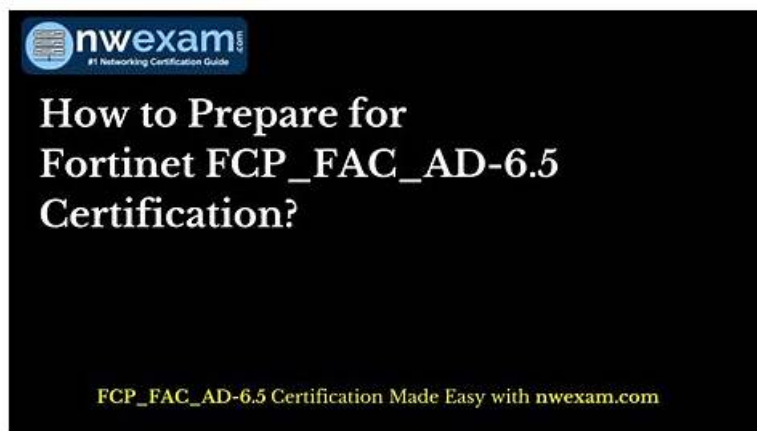 nwexam.com
#1 Networking Certification Guide
How to Prepare for
Fortinet FCP_FAC_AD-6.5
Certification?
FCP_FAC_AD-6.5 Certification Made Easy with nwexam.com